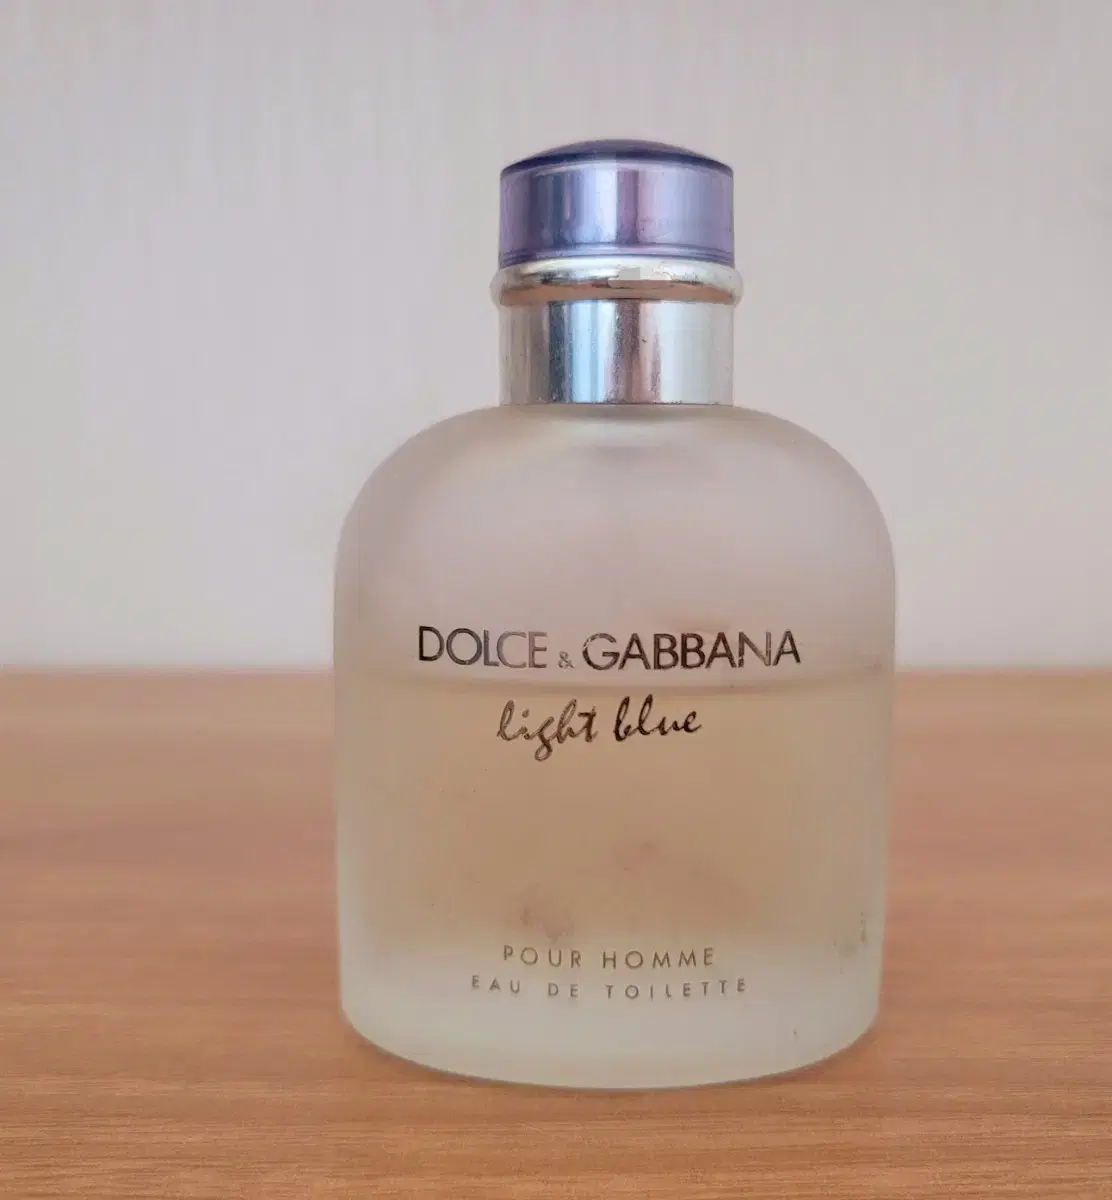 DOLCE & GABBANA
light blue
POUR HOMME
EAU DE TOILETTE